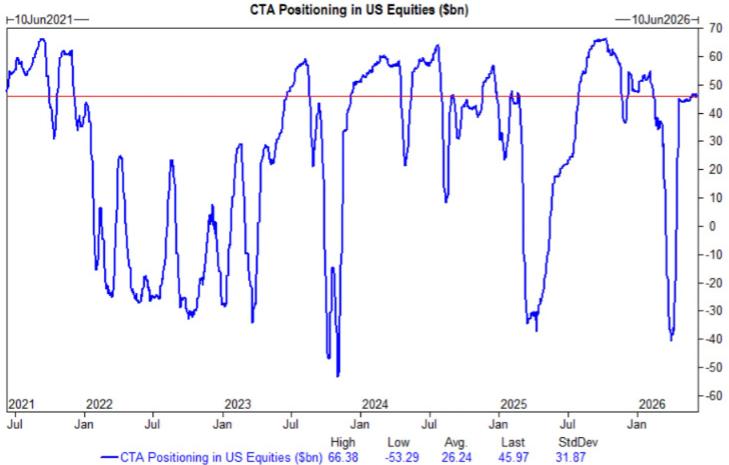 CTA Positioning in US Equities ($bn)
10Jun2021
10Jun2026
70
60
50
40
30
20
10
0
-10
-20
-30
-40
-50
-60
2021 2022 2023 2024 2025 2026
Jul Jan Jul Jan Jul Jan Jul Jan Jul Jan
High Low Avg. Last StdDev
CTA Positioning in US Equities ($bn) 66.38 -53.29 26.24 45.97 31.87